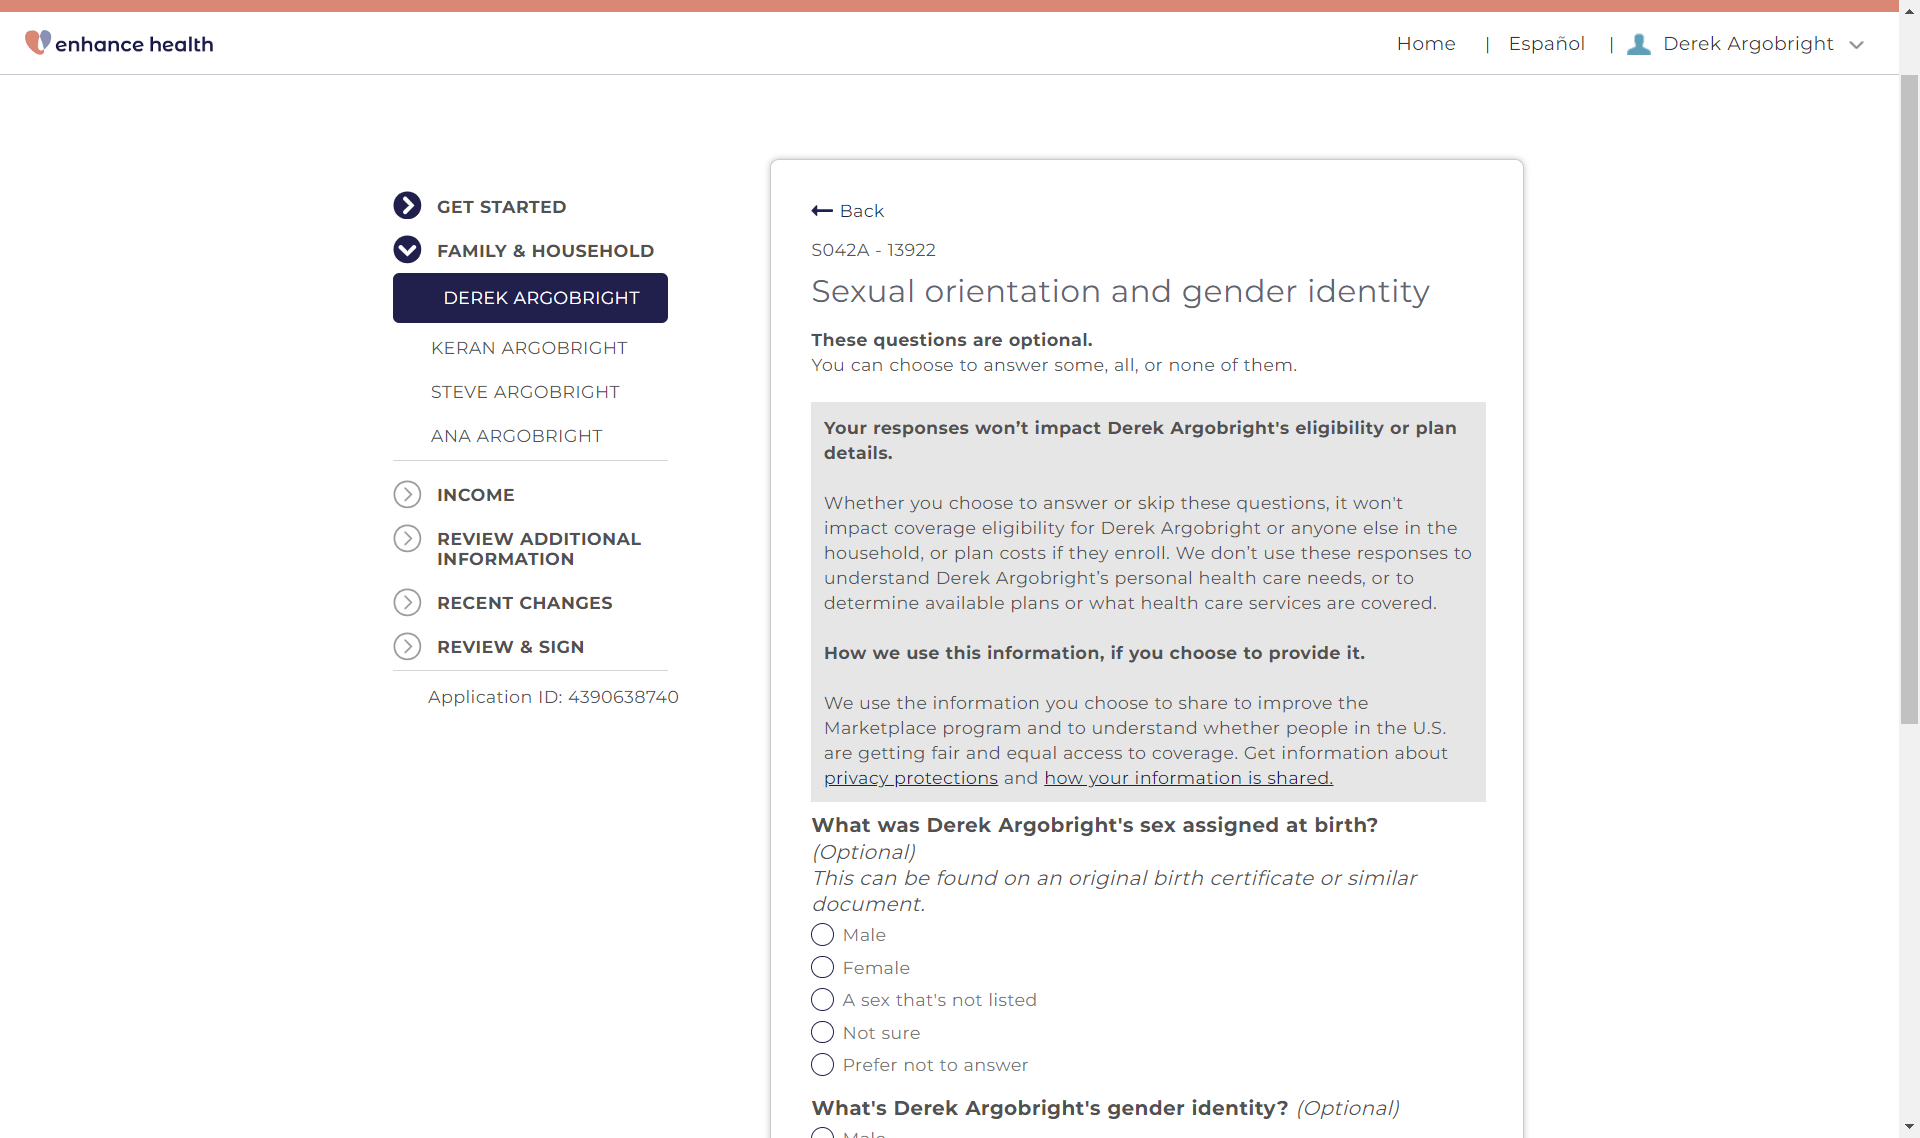 enhance health
Home | Español | Derek Argobright
GET STARTED
FAMILY & HOUSEHOLD
DEREK ARGOBRIGHT
KERAN ARGOBRIGHT
STEVE ARGOBRIGHT
ANA ARGOBRIGHT
INCOME
REVIEW ADDITIONAL
INFORMATION
RECENT CHANGES
REVIEW & SIGN
Application ID: 4390638740
Back
S042A - 13922
Sexual orientation and gender identity
These questions are optional.
You can choose to answer some, all, or none of them.
Your responses won’t impact Derek Argobright's eligibility or plan
details.
Whether you choose to answer or skip these questions, it won't
impact coverage eligibility for Derek Argobright or anyone else in the
household, or plan costs if they enroll. We don’t use these responses to
understand Derek Argobright’s personal health care needs, or to
determine available plans or what health care services are covered.
How we use this information, if you choose to provide it.
We use the information you choose to share to improve the
Marketplace program and to understand whether people in the U.S.
are getting fair and equal access to coverage. Get information about
privacy protections and how your information is shared.
What was Derek Argobright's sex assigned at birth?
(Optional)
This can be found on an original birth certificate or similar
document.
Male
Female
A sex that's not listed
Not sure
Prefer not to answer
What's Derek Argobright's gender identity? (Optional)
Male